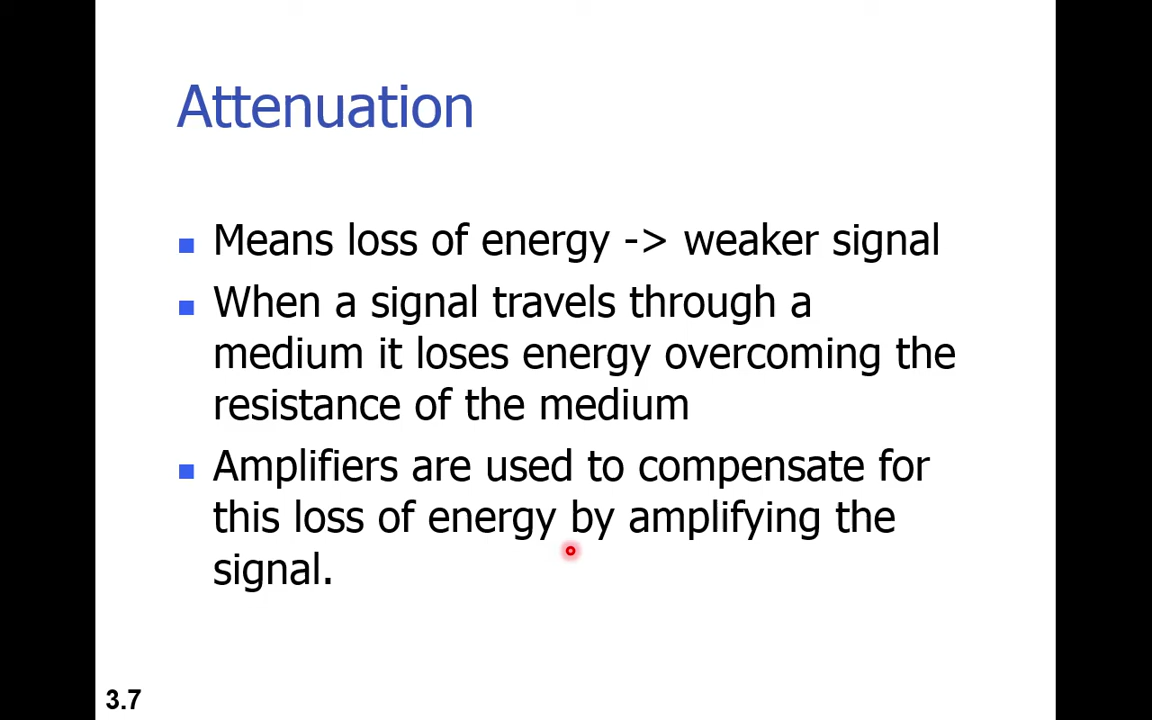 Attenuation
Means loss of energy -> weaker signal
When a signal travels through a
medium it loses energy overcoming the
resistance of the medium
Amplifiers are used to compensate for
this loss of energy by amplifying the
signal.
3.7